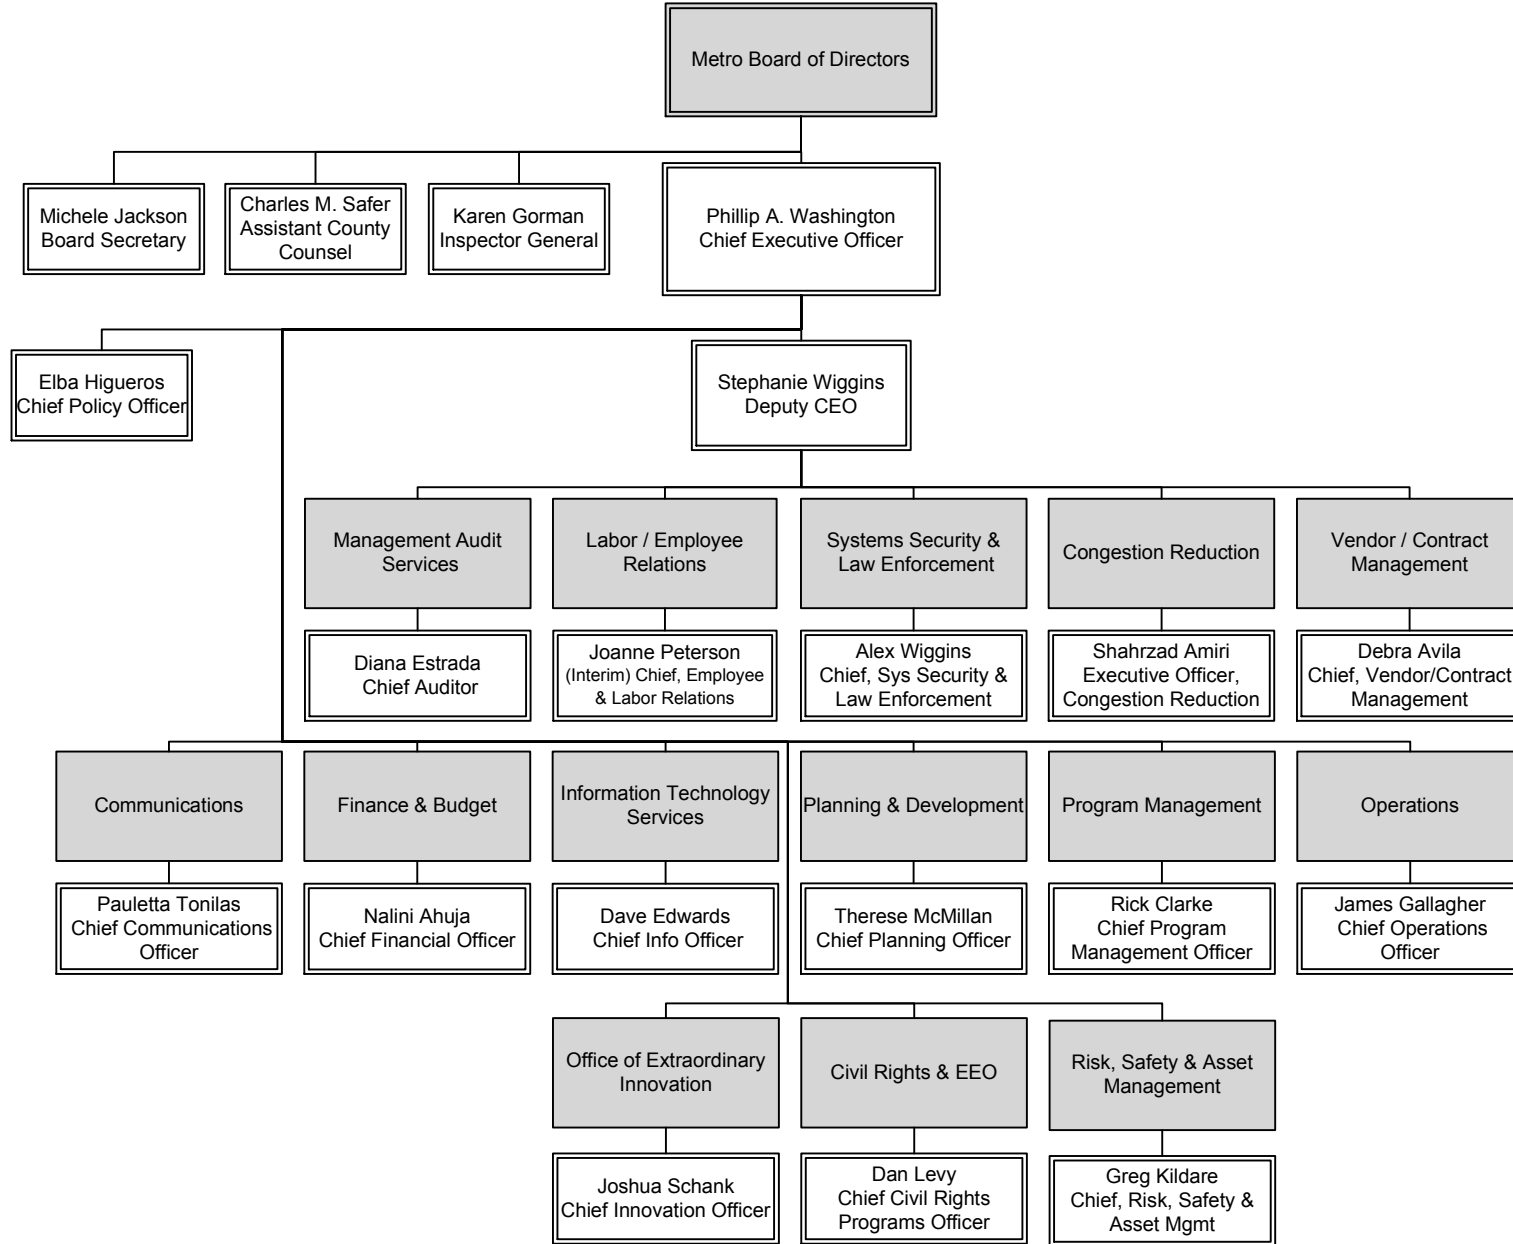 Metro Board of Directors
Michele Jackson
Board Secretary
Charles M. Safer
Assistant County
Counsel
Karen Gorman
Inspector General
Phillip A. Washington
Chief Executive Officer
Elba Higueros
Chief Policy Officer
Stephanie Wiggins
Deputy CEO
Management Audit
Services
Labor / Employee
Relations
Systems Security &
Law Enforcement
Congestion Reduction
Vendor / Contract
Management
Diana Estrada
Chief Auditor
Joanne Peterson
(Interim) Chief, Employee
& Labor Relations
Alex Wiggins
Chief, Sys Security &
Law Enforcement
Shahrzad Amiri
Executive Officer,
Congestion Reduction
Debra Avila
Chief, Vendor/Contract
Management
Communications
Finance & Budget
Information Technology
Services
Planning & Development
Program Management
Operations
Pauletta Tonilas
Chief Communications
Officer
Nalini Ahuja
Chief Financial Officer
Dave Edwards
Chief Info Officer
Therese McMillan
Chief Planning Officer
Rick Clarke
Chief Program
Management Officer
James Gallagher
Chief Operations
Officer
Office of Extraordinary
Innovation
Civil Rights & EEO
Risk, Safety & Asset
Management
Joshua Schank
Chief Innovation Officer
Dan Levy
Chief Civil Rights
Programs Officer
Greg Kildare
Chief, Risk, Safety &
Asset Mgmt